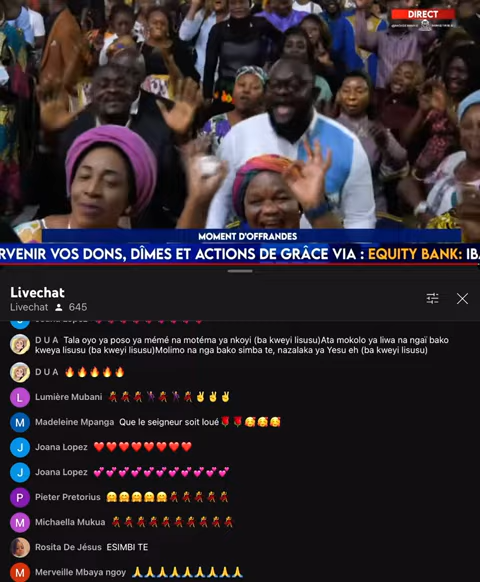 DIRECT
MOMENT D'OFFRANDES
RVENIR VOS DONS, DÎMES ET ACTIONS DE GRÂCE VIA : EQUITY BANK: IB
Livechat
Livechat 645
D U A Tala oyo ya poso ya mémé na motéma ya nkoyi (ba kweyi lisusu)Ata mokolo ya liwa na ngaï bako
kweya lisusu (ba kweyi lisusu)Molimo na nga bako simba te, nazalaka ya Yesu eh (ba kweyi lisusu)
D U A 🔥🔥🔥🔥🔥
L Lumière Mubani 💃💃💃🕺💃🕺💃✌️✌️✌️
M Madeleine Mpanga Que le seigneur soit loué🌹🌹🥰🥰🥰
J Joana Lopez ❤️❤️❤️❤️❤️❤️❤️❤️
J Joana Lopez 💕💕💕💕💕💕💕💕💕💕💕
P Pieter Pretorius 🤗🤗🤗🤗🤗💃💃💃💃💃
M Michaella Mukua 💃💃💃💃💃💃💃💃💃💃
Rosita De Jésus ESIMBI TE
M Merveille Mbaya ngoy 🙏🙏🙏🙏🙏🙏🙏🙏🙏